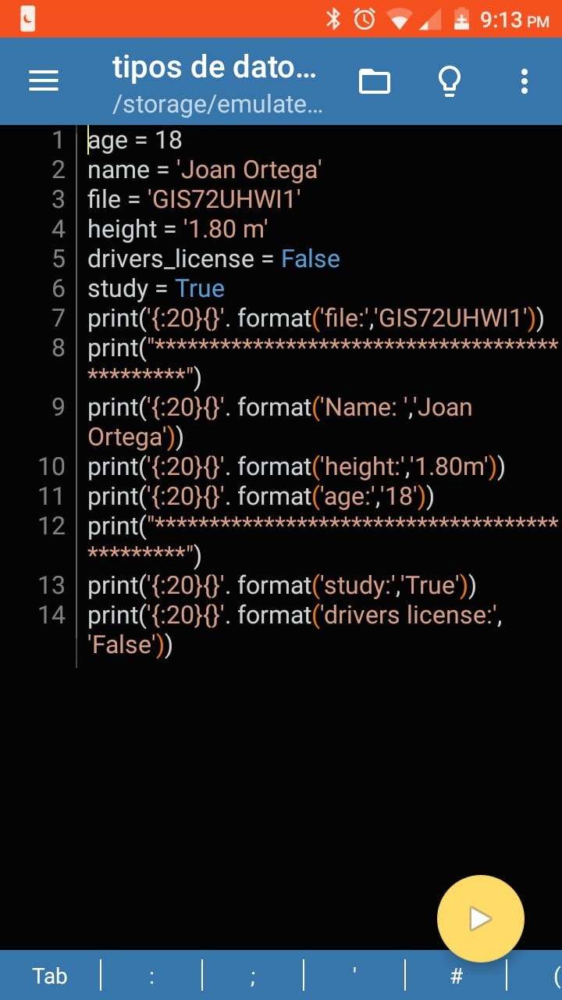 9:13 PM
tipos de dato...
/storage/emulate...
1 age = 18
2 name = 'Joan Ortega'
3 file = 'GIS72UHWI1'
4 height = '1.80 m'
5 drivers_license = False
6 study = True
7 print('{:20}{}'. format('file:','GIS72UHWI1'))
8 print("*************************************
*********")
9 print('{:20}{}'. format('Name: ','Joan
Ortega'))
10 print('{:20}{}'. format('height:','1.80m'))
11 print('{:20}{}'. format('age:','18'))
12 print("*************************************
*********")
13 print('{:20}{}'. format('study:','True'))
14 print('{:20}{}'. format('drivers license:',
'False'))
Tab : ; ' # (